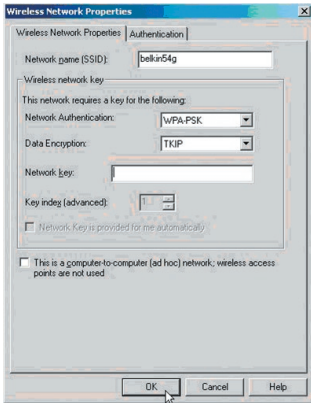 Wireless Network Properties
Wireless Network Properties Authentication
Network name (SSID): belkin54g
Wireless network key
This network requires a key for the following:
Network Authentication: WPA-PSK
Data Encryption: TKIP
Network key:
Key index (advanced): 1
Network Key is provided for me automatically
This is a computer-to-computer (ad hoc) network; wireless access
points are not used
OK Cancel Help